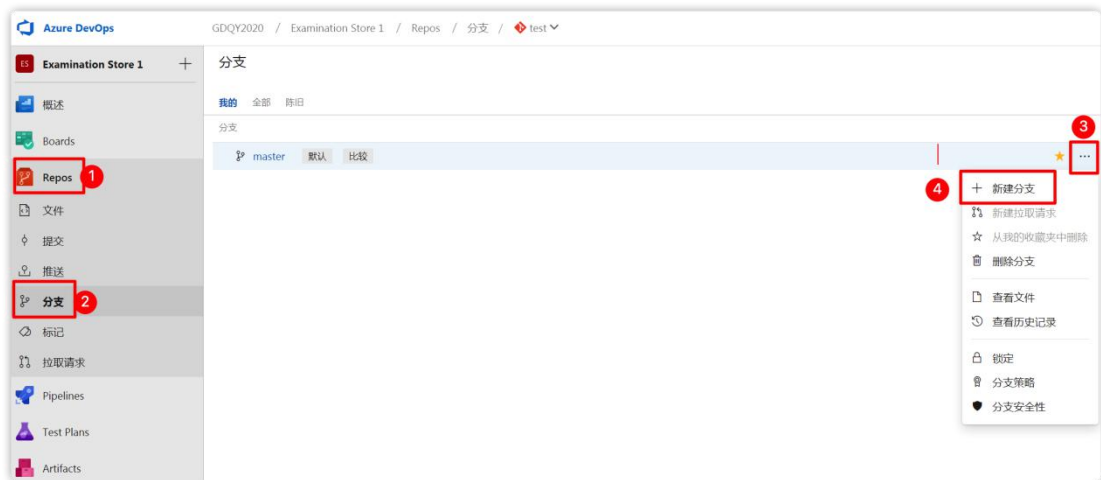 Azure DevOps
GDQY2020 / Examination Store 1 / Repos / 分支 / test
ES Examination Store 1 +
分支
概述
我的 全部 陈旧
Boards
分支
3
master 默认 比较
...
Repos 1
4
+ 新建分支
文件
新建拉取请求
提交
从我的收藏夹中删除
推送
删除分支
分支 2
查看文件
标记
查看历史记录
拉取请求
锁定
Pipelines
分支策略
分支安全性
Test Plans
Artifacts